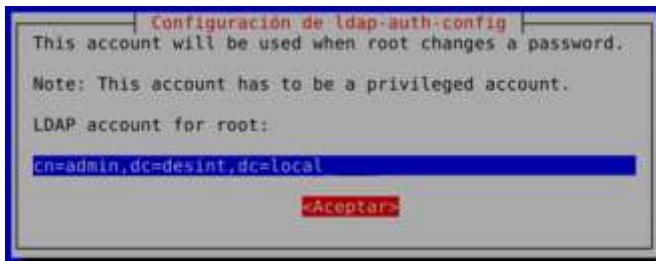 Configuración de ldap-auth-config
This account will be used when root changes a password.
Note: This account has to be a privileged account.
LDAP account for root:
cn=admin,dc=desint,dc=local
<Aceptar>